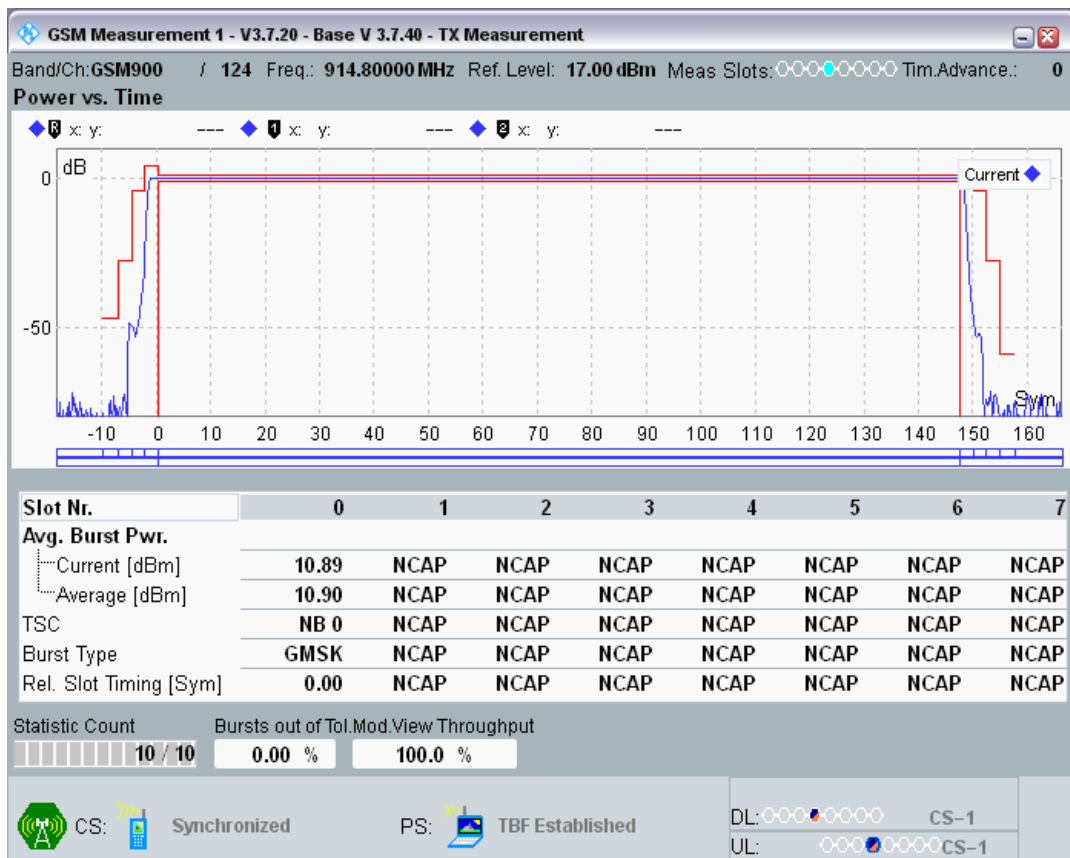 GSM Measurement 1 - V3.7.20 - Base V 3.7.40 - TX Measurement
Band/Ch:GSM900 / 124 Freq.: 914.80000 MHz Ref. Level: 17.00 dBm Meas Slots: Tim.Advance.: 0
Power vs. Time
R x: y: --- 1 x: y: --- 2 x: y: ---
dB
Current
0
-50
Sym
-10 0 10 20 30 40 50 60 70 80 90 100 110 120 130 140 150 160
Slot Nr. 0 1 2 3 4 5 6 7
Avg. Burst Pwr.
Current [dBm] 10.89 NCAP NCAP NCAP NCAP NCAP NCAP NCAP
Average [dBm] 10.90 NCAP NCAP NCAP NCAP NCAP NCAP NCAP
TSC NB 0 NCAP NCAP NCAP NCAP NCAP NCAP NCAP
Burst Type GMSK NCAP NCAP NCAP NCAP NCAP NCAP NCAP
Rel. Slot Timing [Sym] 0.00 NCAP NCAP NCAP NCAP NCAP NCAP NCAP
Statistic Count Bursts out of Tol.Mod.View Throughput
10 / 10 0.00 % 100.0 %
CS: Synchronized PS: TBF Established
DL: CS-1
UL: CS-1